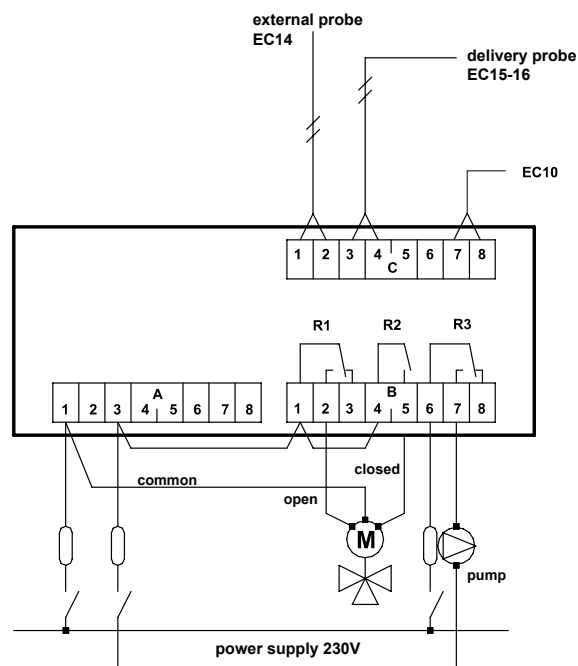 external probe
EC14
delivery probe
EC15-16
EC10
1 2 3 4 5 6 7 8
C
R1 R2 R3
A
1 2 3 4 5 6 7 8
B
1 2 3 4 5 6 7 8
closed
common
open
M
pump
power supply 230V